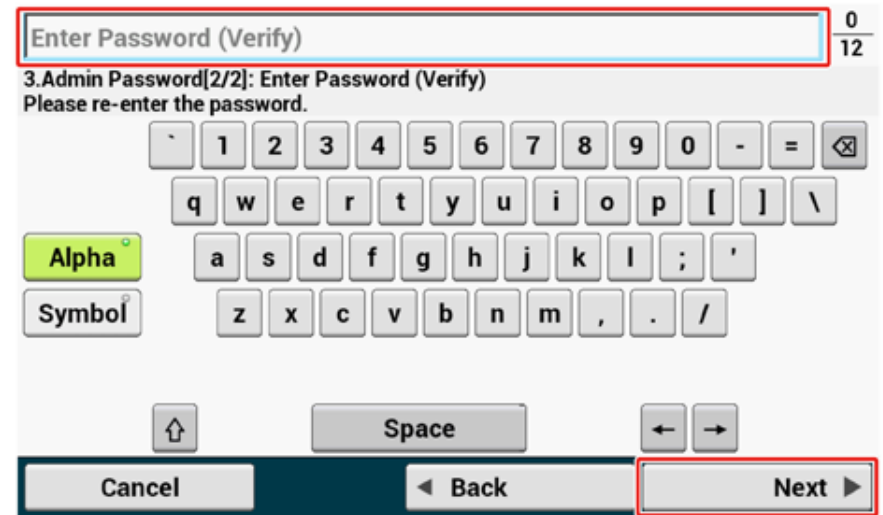 Enter Password (Verify)
0
12
3.Admin Password[2/2]: Enter Password (Verify)
Please re-enter the password.
` 1 2 3 4 5 6 7 8 9 0 - =
q w e r t y u i o p [ ] \
Alpha a s d f g h j k l ; '
Symbol z x c v b n m , . /
Space ← →
Cancel ◀ Back Next ▶